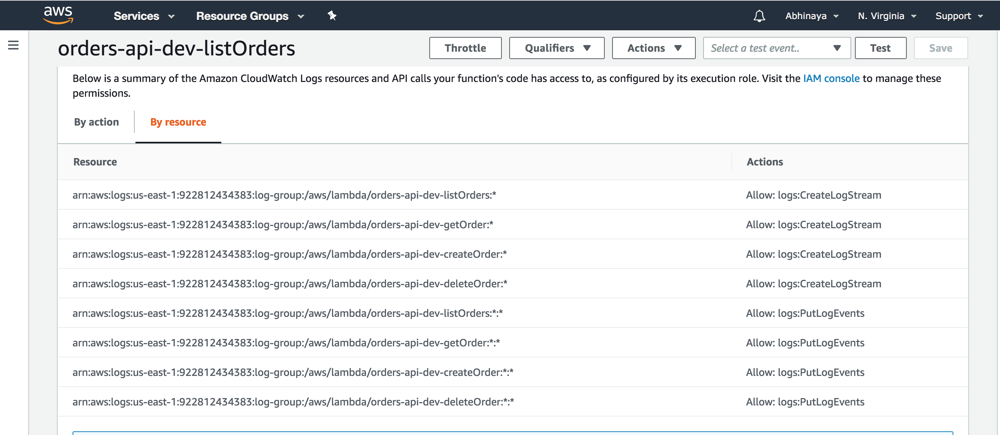 aws Services Resource Groups Abhinaya N. Virginia Support
orders-api-dev-listOrders Throttle Qualifiers Actions Select a test event.. Test Save
Below is a summary of the Amazon CloudWatch Logs resources and API calls your function's code has access to, as configured by its execution role. Visit the IAM console to manage these
permissions.
By action By resource
Resource Actions
arn:aws:logs:us-east-1:922812434383:log-group:/aws/lambda/orders-api-dev-listOrders:* Allow: logs:CreateLogStream
arn:aws:logs:us-east-1:922812434383:log-group:/aws/lambda/orders-api-dev-getOrder:* Allow: logs:CreateLogStream
arn:aws:logs:us-east-1:922812434383:log-group:/aws/lambda/orders-api-dev-createOrder:* Allow: logs:CreateLogStream
arn:aws:logs:us-east-1:922812434383:log-group:/aws/lambda/orders-api-dev-deleteOrder:* Allow: logs:CreateLogStream
arn:aws:logs:us-east-1:922812434383:log-group:/aws/lambda/orders-api-dev-listOrders:*:* Allow: logs:PutLogEvents
arn:aws:logs:us-east-1:922812434383:log-group:/aws/lambda/orders-api-dev-getOrder:*:* Allow: logs:PutLogEvents
arn:aws:logs:us-east-1:922812434383:log-group:/aws/lambda/orders-api-dev-createOrder:*:* Allow: logs:PutLogEvents
arn:aws:logs:us-east-1:922812434383:log-group:/aws/lambda/orders-api-dev-deleteOrder:*:* Allow: logs:PutLogEvents